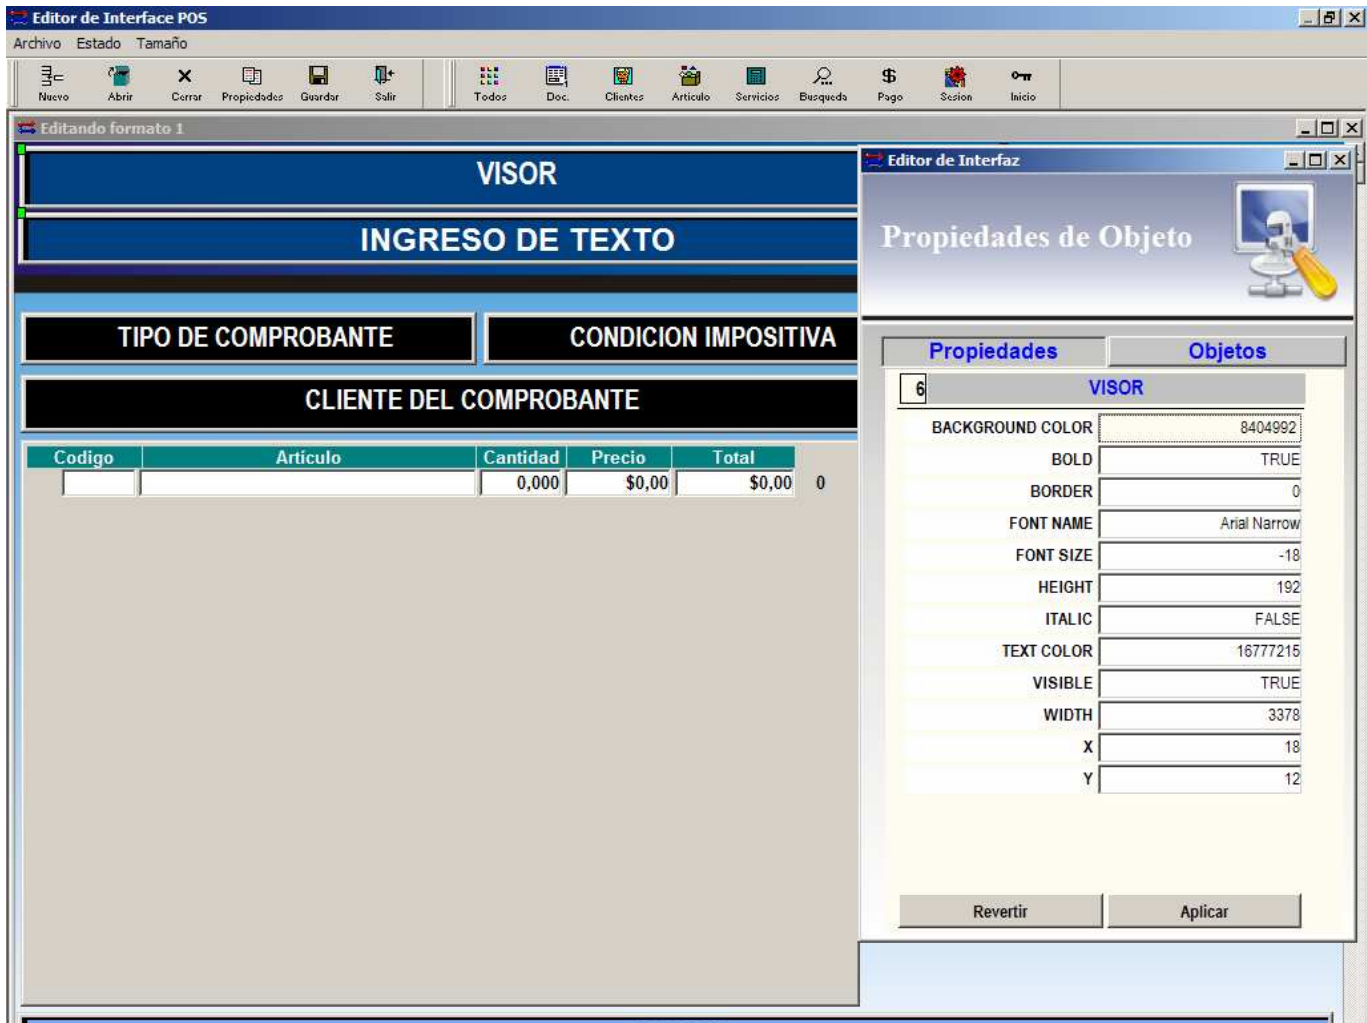 Editor de Interface POS
Archivo Estado Tamaño
Nuevo Abrir Cerrar Propiedades Guardar Salir Todos Doc. Clientes Articulo Servicios Busqueda Pago Sesion Inicio
Editando formato 1
VISOR
INGRESO DE TEXTO
TIPO DE COMPROBANTE CONDICION IMPOSITIVA
CLIENTE DEL COMPROBANTE
Codigo Artículo Cantidad Precio Total
0,000 $0,00 $0,00 0
Editor de Interfaz
Propiedades de Objeto
Propiedades Objetos
6 VISOR
BACKGROUND COLOR 8404992
BOLD TRUE
BORDER 0
FONT NAME Arial Narrow
FONT SIZE -18
HEIGHT 192
ITALIC FALSE
TEXT COLOR 16777215
VISIBLE TRUE
WIDTH 3378
X 18
Y 12
Revertir Aplicar